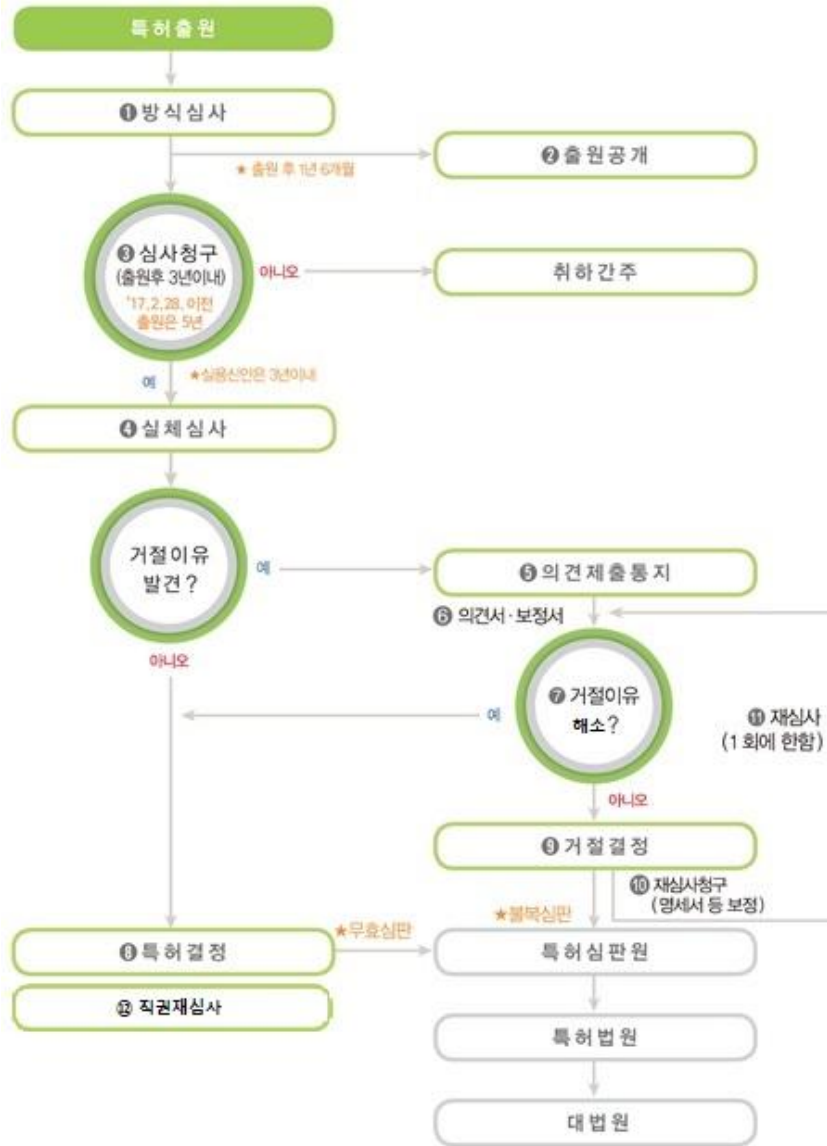 특허출원
❶ 방식심사
★ 출원 후 1년 6개월
❷ 출원공개
❸ 심사청구
(출원후 3년이내)
'17.2.28. 이전
출원은 5년
아니오
취하간주
예
★실용신안은 3년이내
❹ 실체심사
거절이유
발견?
예
❺ 의견제출통지
❻ 의견서·보정서
아니오
❼ 거절이유
해소?
예
⓫ 재심사
(1회에 한함)
아니오
❾ 거절결정
❿ 재심사청구
(명세서 등 보정)
★불복심판
★무효심판
❽ 특허결정
특허심판원
⑫ 직권재심사
특허법원
대법원